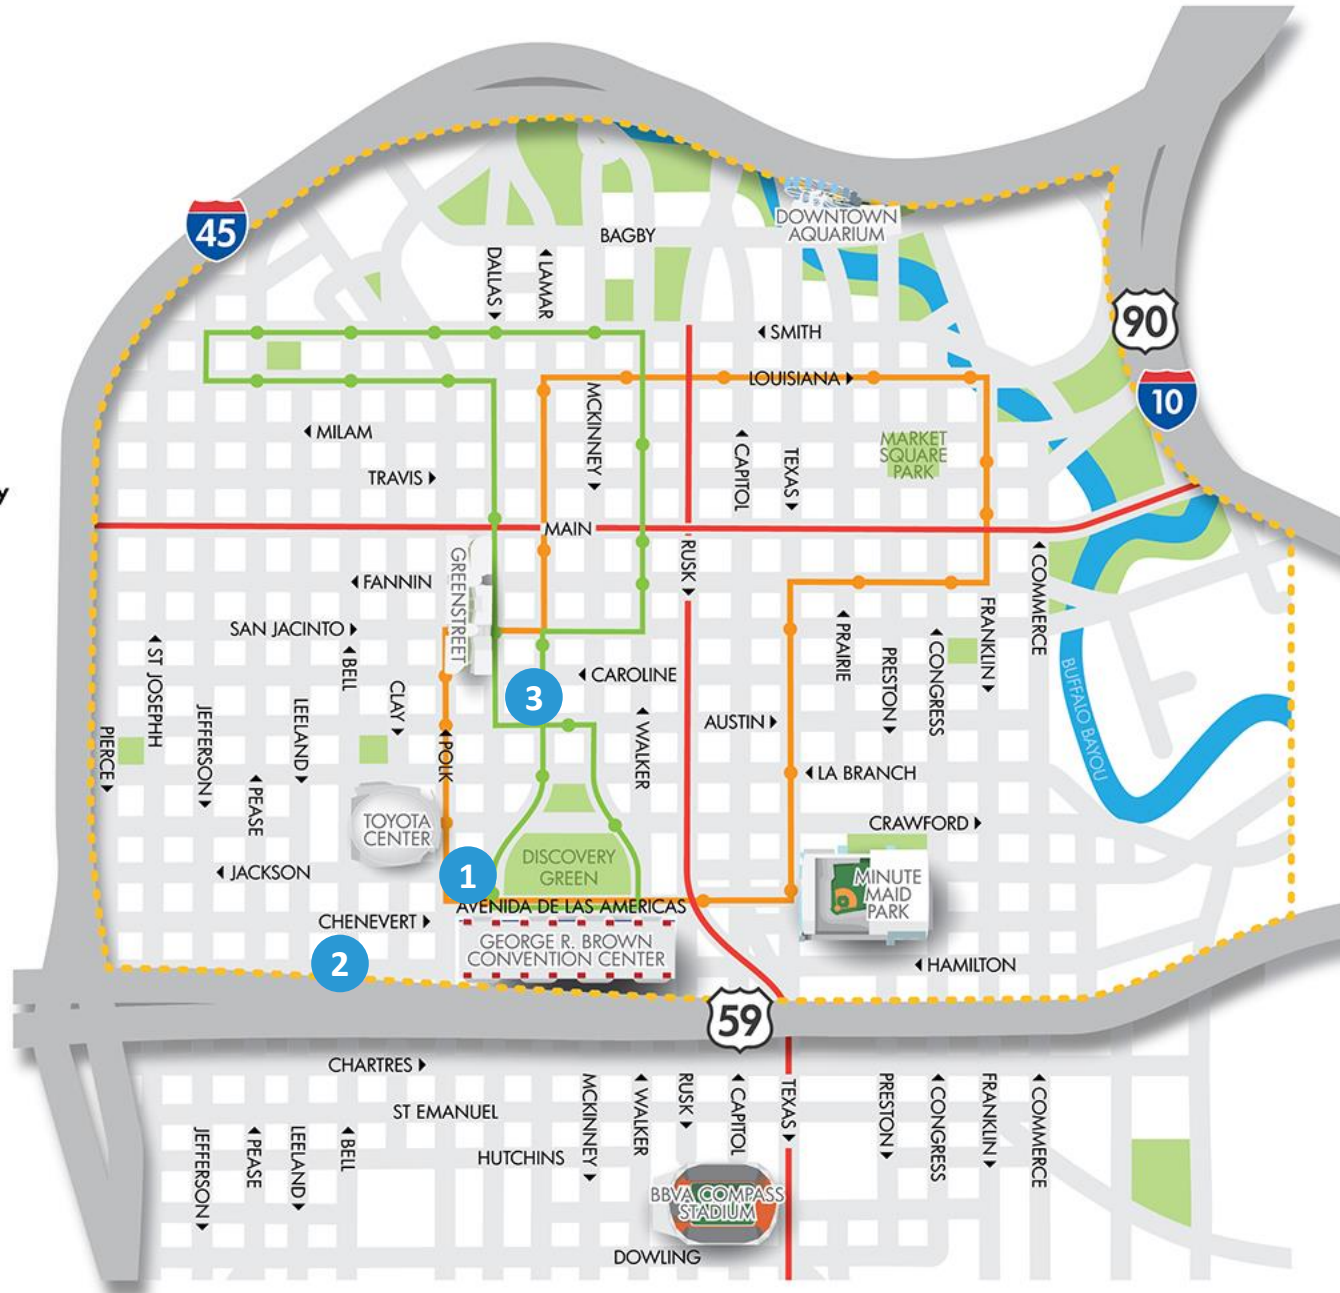 45
DOWNTOWN
AQUARIUM
BAGBY
DALLAS
LAMAR
90
SMITH
LOUISIANA
10
MCKINNEY
MILAM
CAPITOL
TEXAS
MARKET
SQUARE
PARK
TRAVIS
y
MAIN
RUSK
COMMERCE
GREENSTREET
FANNIN
SAN JACINTO
FRANKLIN
ST JOSEPHH
BELL
PRAIRIE
CONGRESS
PRESTON
BUFFALO BAYOU
CAROLINE
3
CLAY
LEELAND
JEFFERSON
WALKER
AUSTIN
PIERCE
POLK
PEASE
LA BRANCH
TOYOTA
CENTER
CRAWFORD
DISCOVERY
GREEN
1
JACKSON
MINUTE
MAID
PARK
AVENIDA DE LAS AMERICAS
CHENEVERT
GEORGE R. BROWN
CONVENTION CENTER
2
HAMILTON
59
CHARTRES
ST EMANUEL
HUTCHINS
JEFFERSON
PEASE
LEELAND
BELL
MCKINNEY
WALKER
RUSK
CAPITOL
TEXAS
PRESTON
CONGRESS
FRANKLIN
COMMERCE
BBVA COMPASS
STADIUM
DOWLING